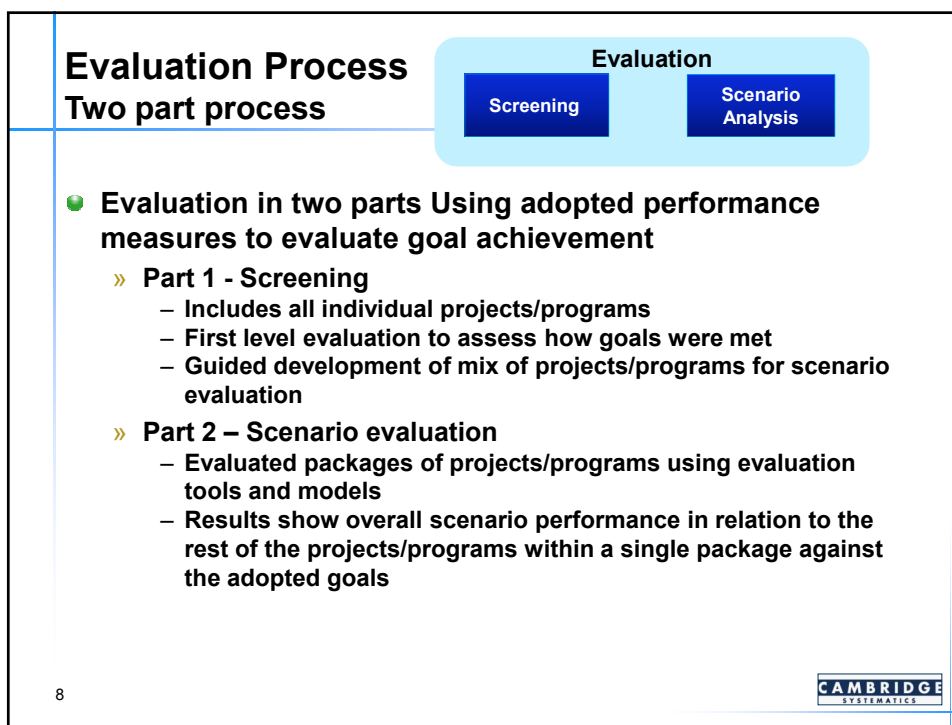 Evaluation Process
Two part process
Evaluation
Screening
Scenario
Analysis
Evaluation in two parts Using adopted performance
measures to evaluate goal achievement
» Part 1 - Screening
– Includes all individual projects/programs
– First level evaluation to assess how goals were met
– Guided development of mix of projects/programs for scenario
evaluation
» Part 2 – Scenario evaluation
– Evaluated packages of projects/programs using evaluation
tools and models
– Results show overall scenario performance in relation to the
rest of the projects/programs within a single package against
the adopted goals
8
CAMBRIDGE
SYSTEMATICS